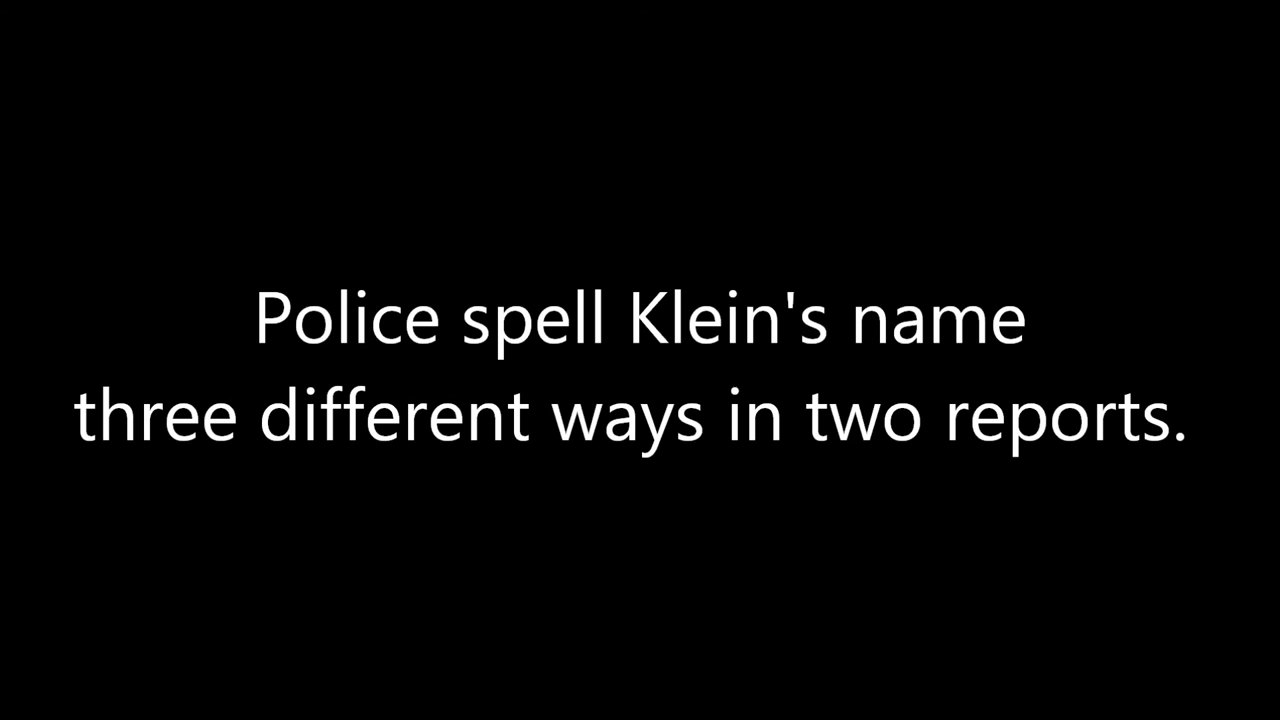 Police spell Klein's name
three different ways in two reports.